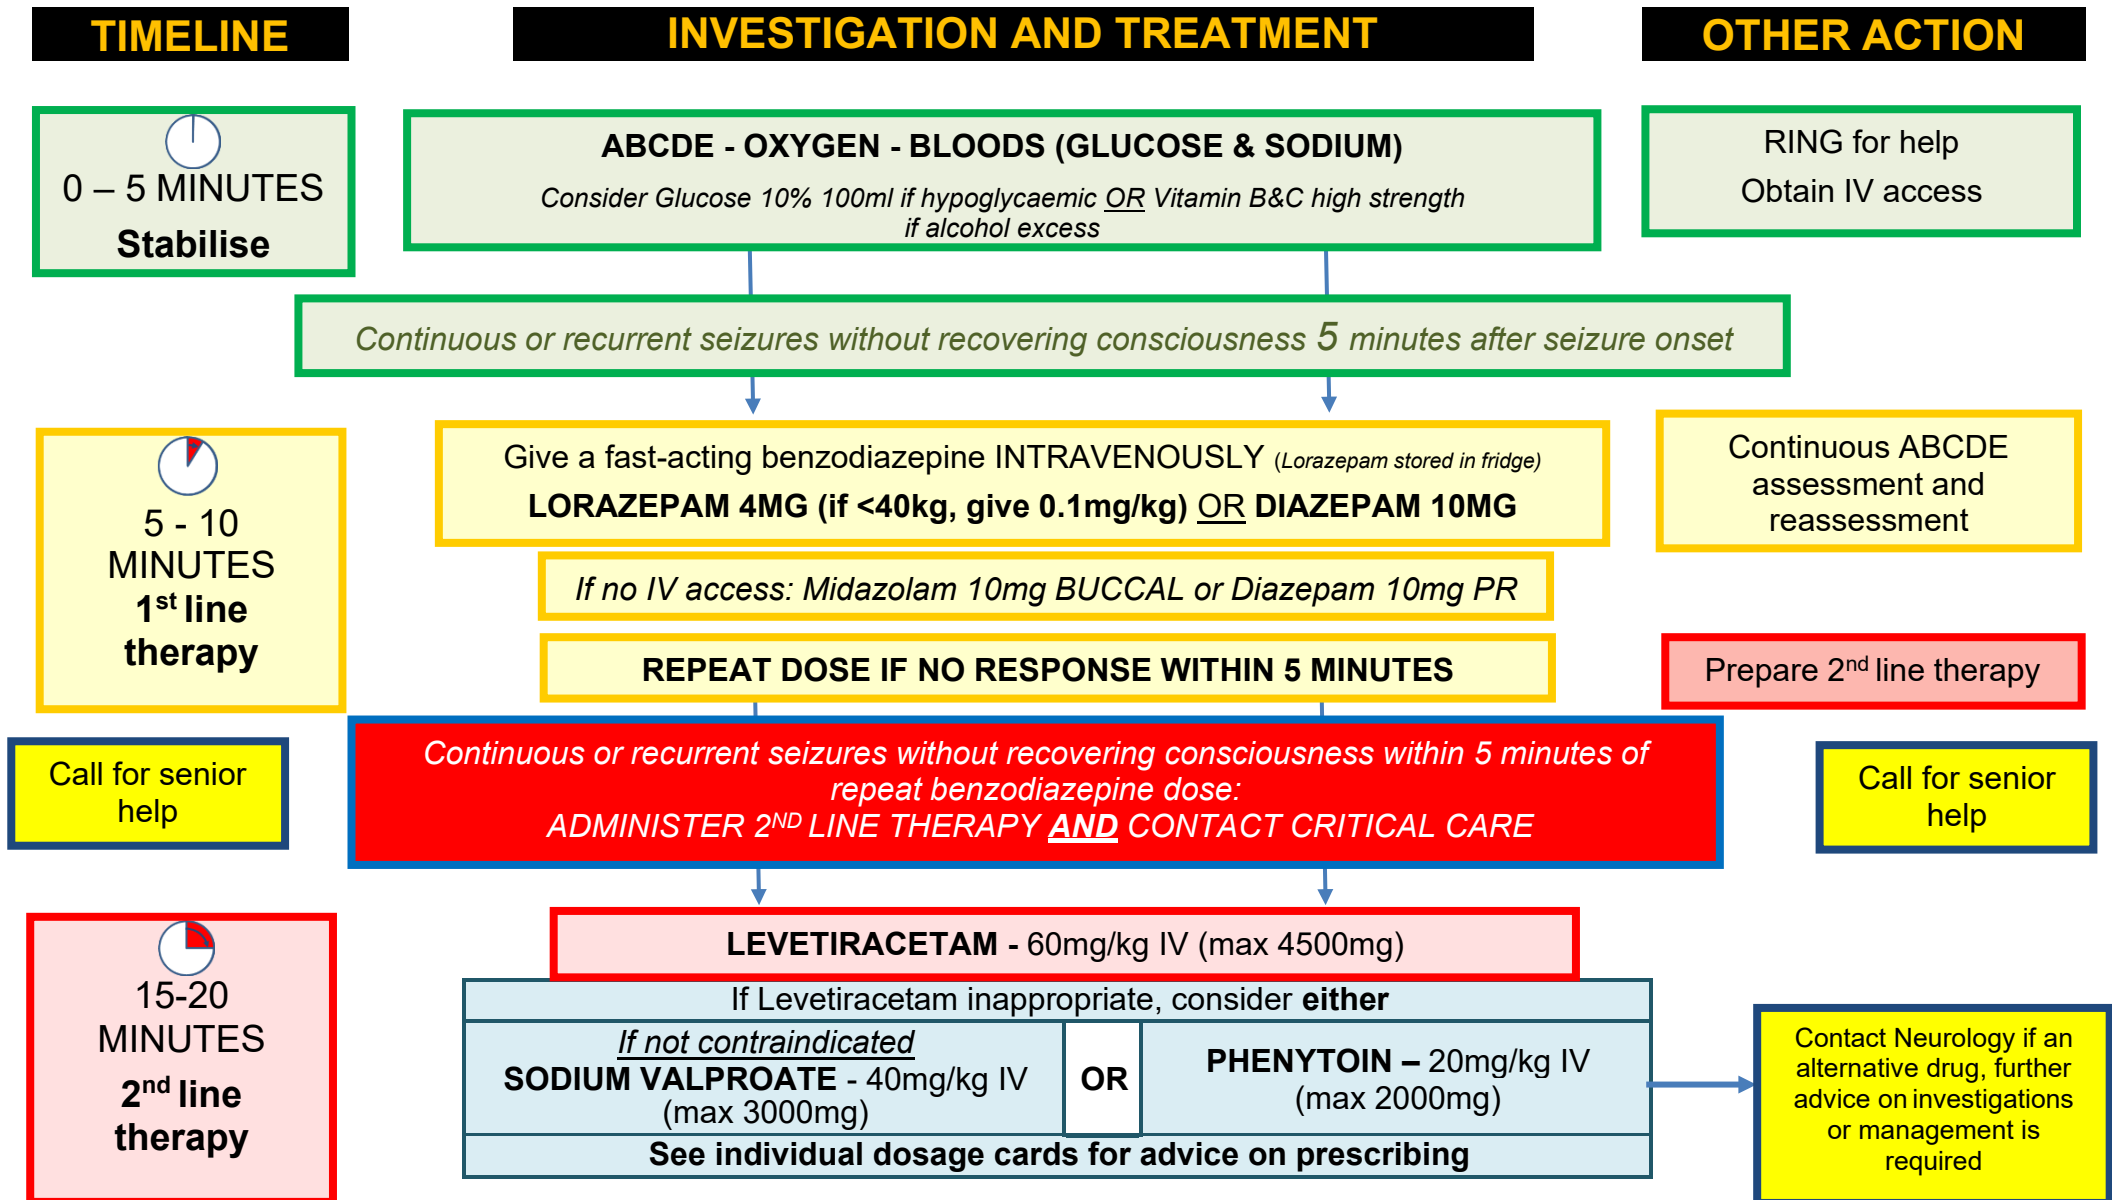 TIMELINE
INVESTIGATION AND TREATMENT
OTHER ACTION
0 – 5 MINUTES
Stabilise
ABCDE - OXYGEN - BLOODS (GLUCOSE & SODIUM)
Consider Glucose 10% 100ml if hypoglycaemic OR Vitamin B&C high strength
if alcohol excess
RING for help
Obtain IV access
Continuous or recurrent seizures without recovering consciousness 5 minutes after seizure onset
5 - 10
MINUTES
1st line
therapy
Give a fast-acting benzodiazepine INTRAVENOUSLY (Lorazepam stored in fridge)
LORAZEPAM 4MG (if <40kg, give 0.1mg/kg) OR DIAZEPAM 10MG
Continuous ABCDE
assessment and
reassessment
If no IV access: Midazolam 10mg BUCCAL or Diazepam 10mg PR
REPEAT DOSE IF NO RESPONSE WITHIN 5 MINUTES
Prepare 2nd line therapy
Call for senior
help
Continuous or recurrent seizures without recovering consciousness within 5 minutes of
repeat benzodiazepine dose:
ADMINISTER 2ND LINE THERAPY AND CONTACT CRITICAL CARE
Call for senior
help
15-20
MINUTES
2nd line
therapy
LEVETIRACETAM - 60mg/kg IV (max 4500mg)
If Levetiracetam inappropriate, consider either
If not contraindicated
SODIUM VALPROATE - 40mg/kg IV
(max 3000mg)
OR
PHENYTOIN – 20mg/kg IV
(max 2000mg)
See individual dosage cards for advice on prescribing
Contact Neurology if an
alternative drug, further
advice on investigations
or management is
required